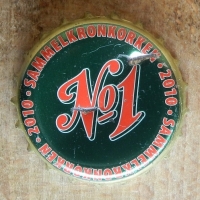 No1
SAMMELKRONKORKEN · 2010 · SAMMELKRONKORKEN · 2010 ·